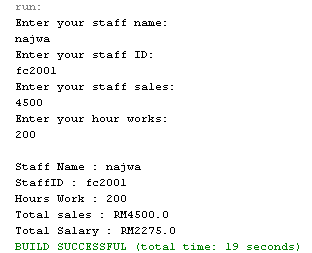 run:
Enter your staff name:
najwa
Enter your staff ID:
fc2001
Enter your staff sales:
4500
Enter your hour works:
200
Staff Name : najwa
StaffID : fc2001
Hours Work : 200
Total sales : RM4500.0
Total Salary : RM2275.0
BUILD SUCCESSFUL (total time: 19 seconds)